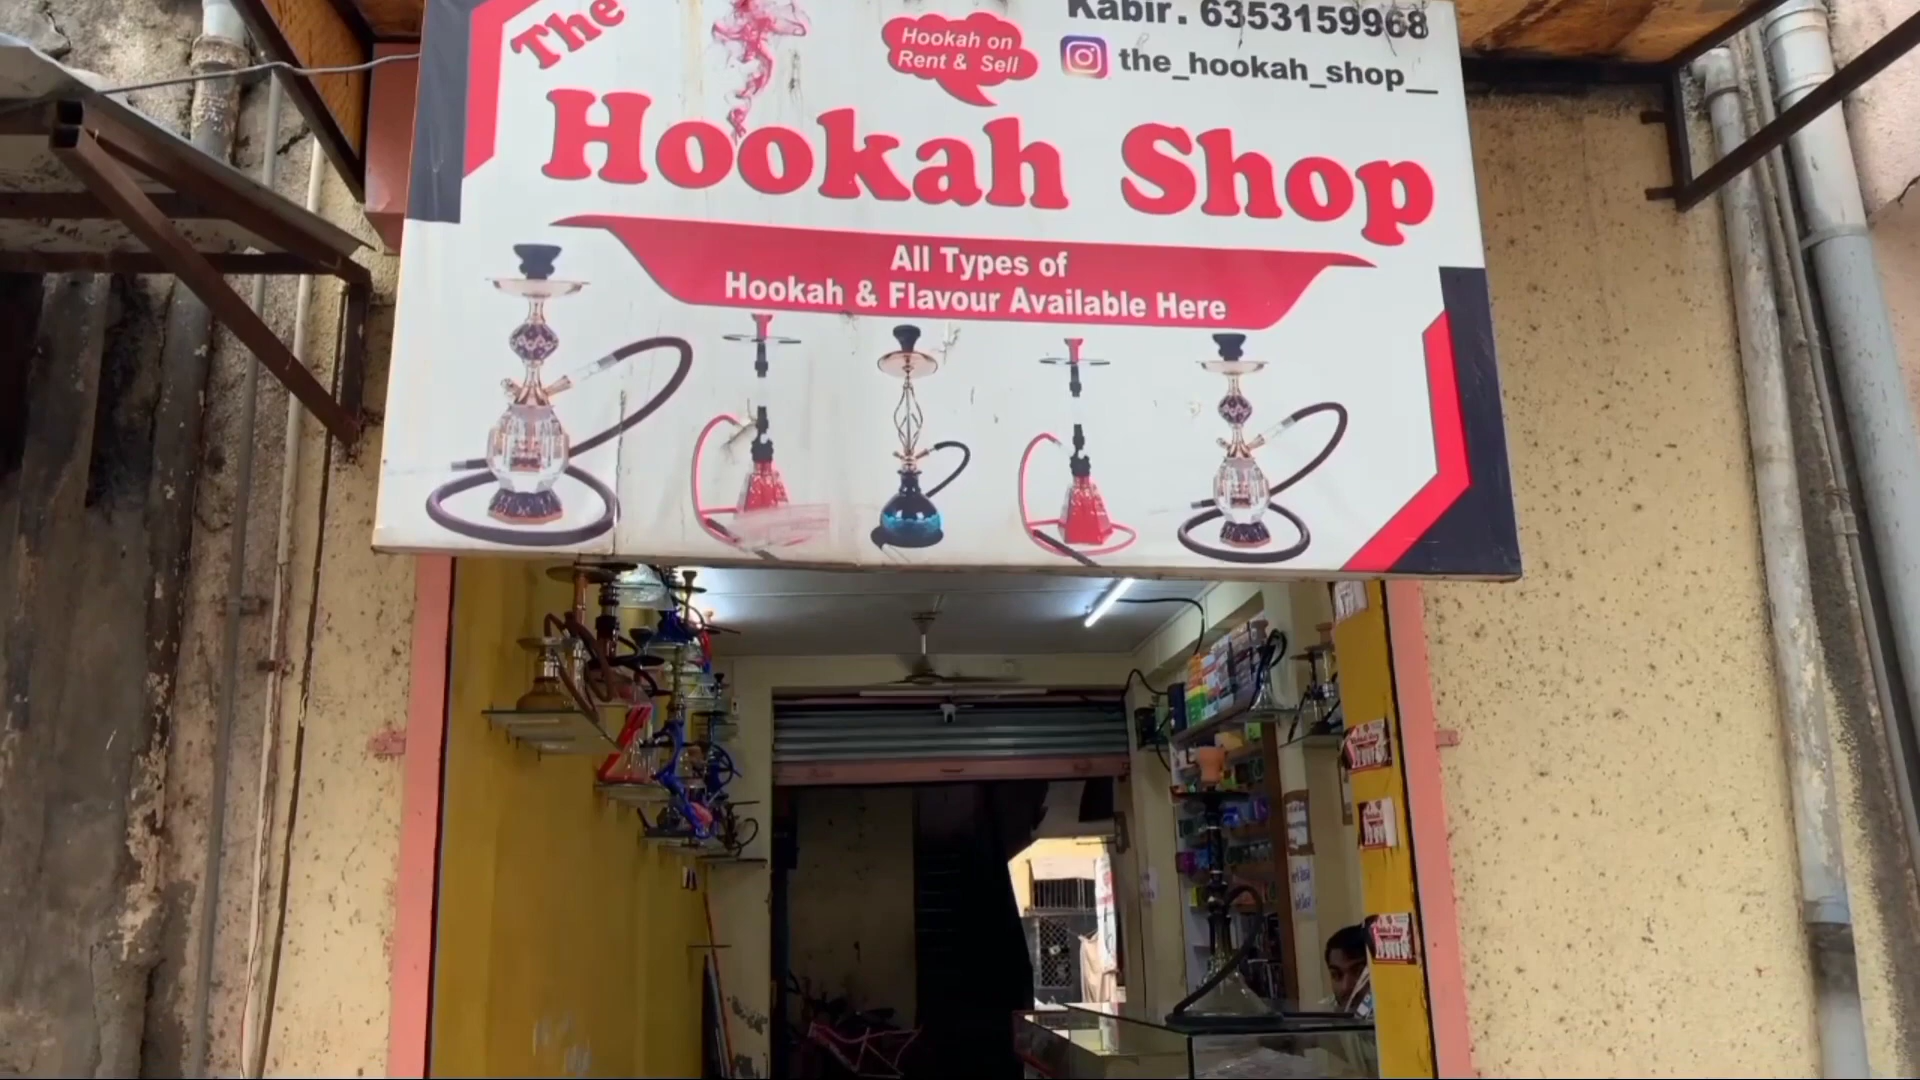 The
Hookah on
Rent & Sell
Kabir. 6353159968
the_hookah_shop__
Hookah Shop
All Types of
Hookah & Flavour Available Here